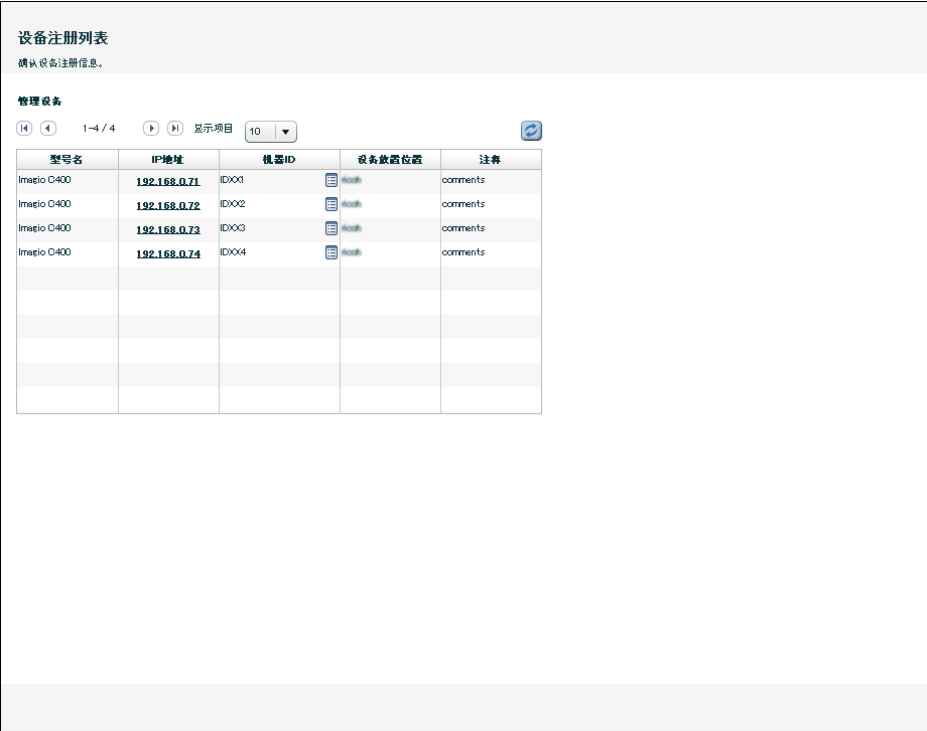 设备注册列表
确认设备注册信息。
管理设备
1-4 / 4 显示项目 10
型号名 IP地址 机器ID 设备放置位置 注释
Imagio C400 192.168.0.71 IDXX1 ricoh comments
Imagio C400 192.168.0.72 IDXX2 ricoh comments
Imagio C400 192.168.0.73 IDXX3 ricoh comments
Imagio C400 192.168.0.74 IDXX4 ricoh comments